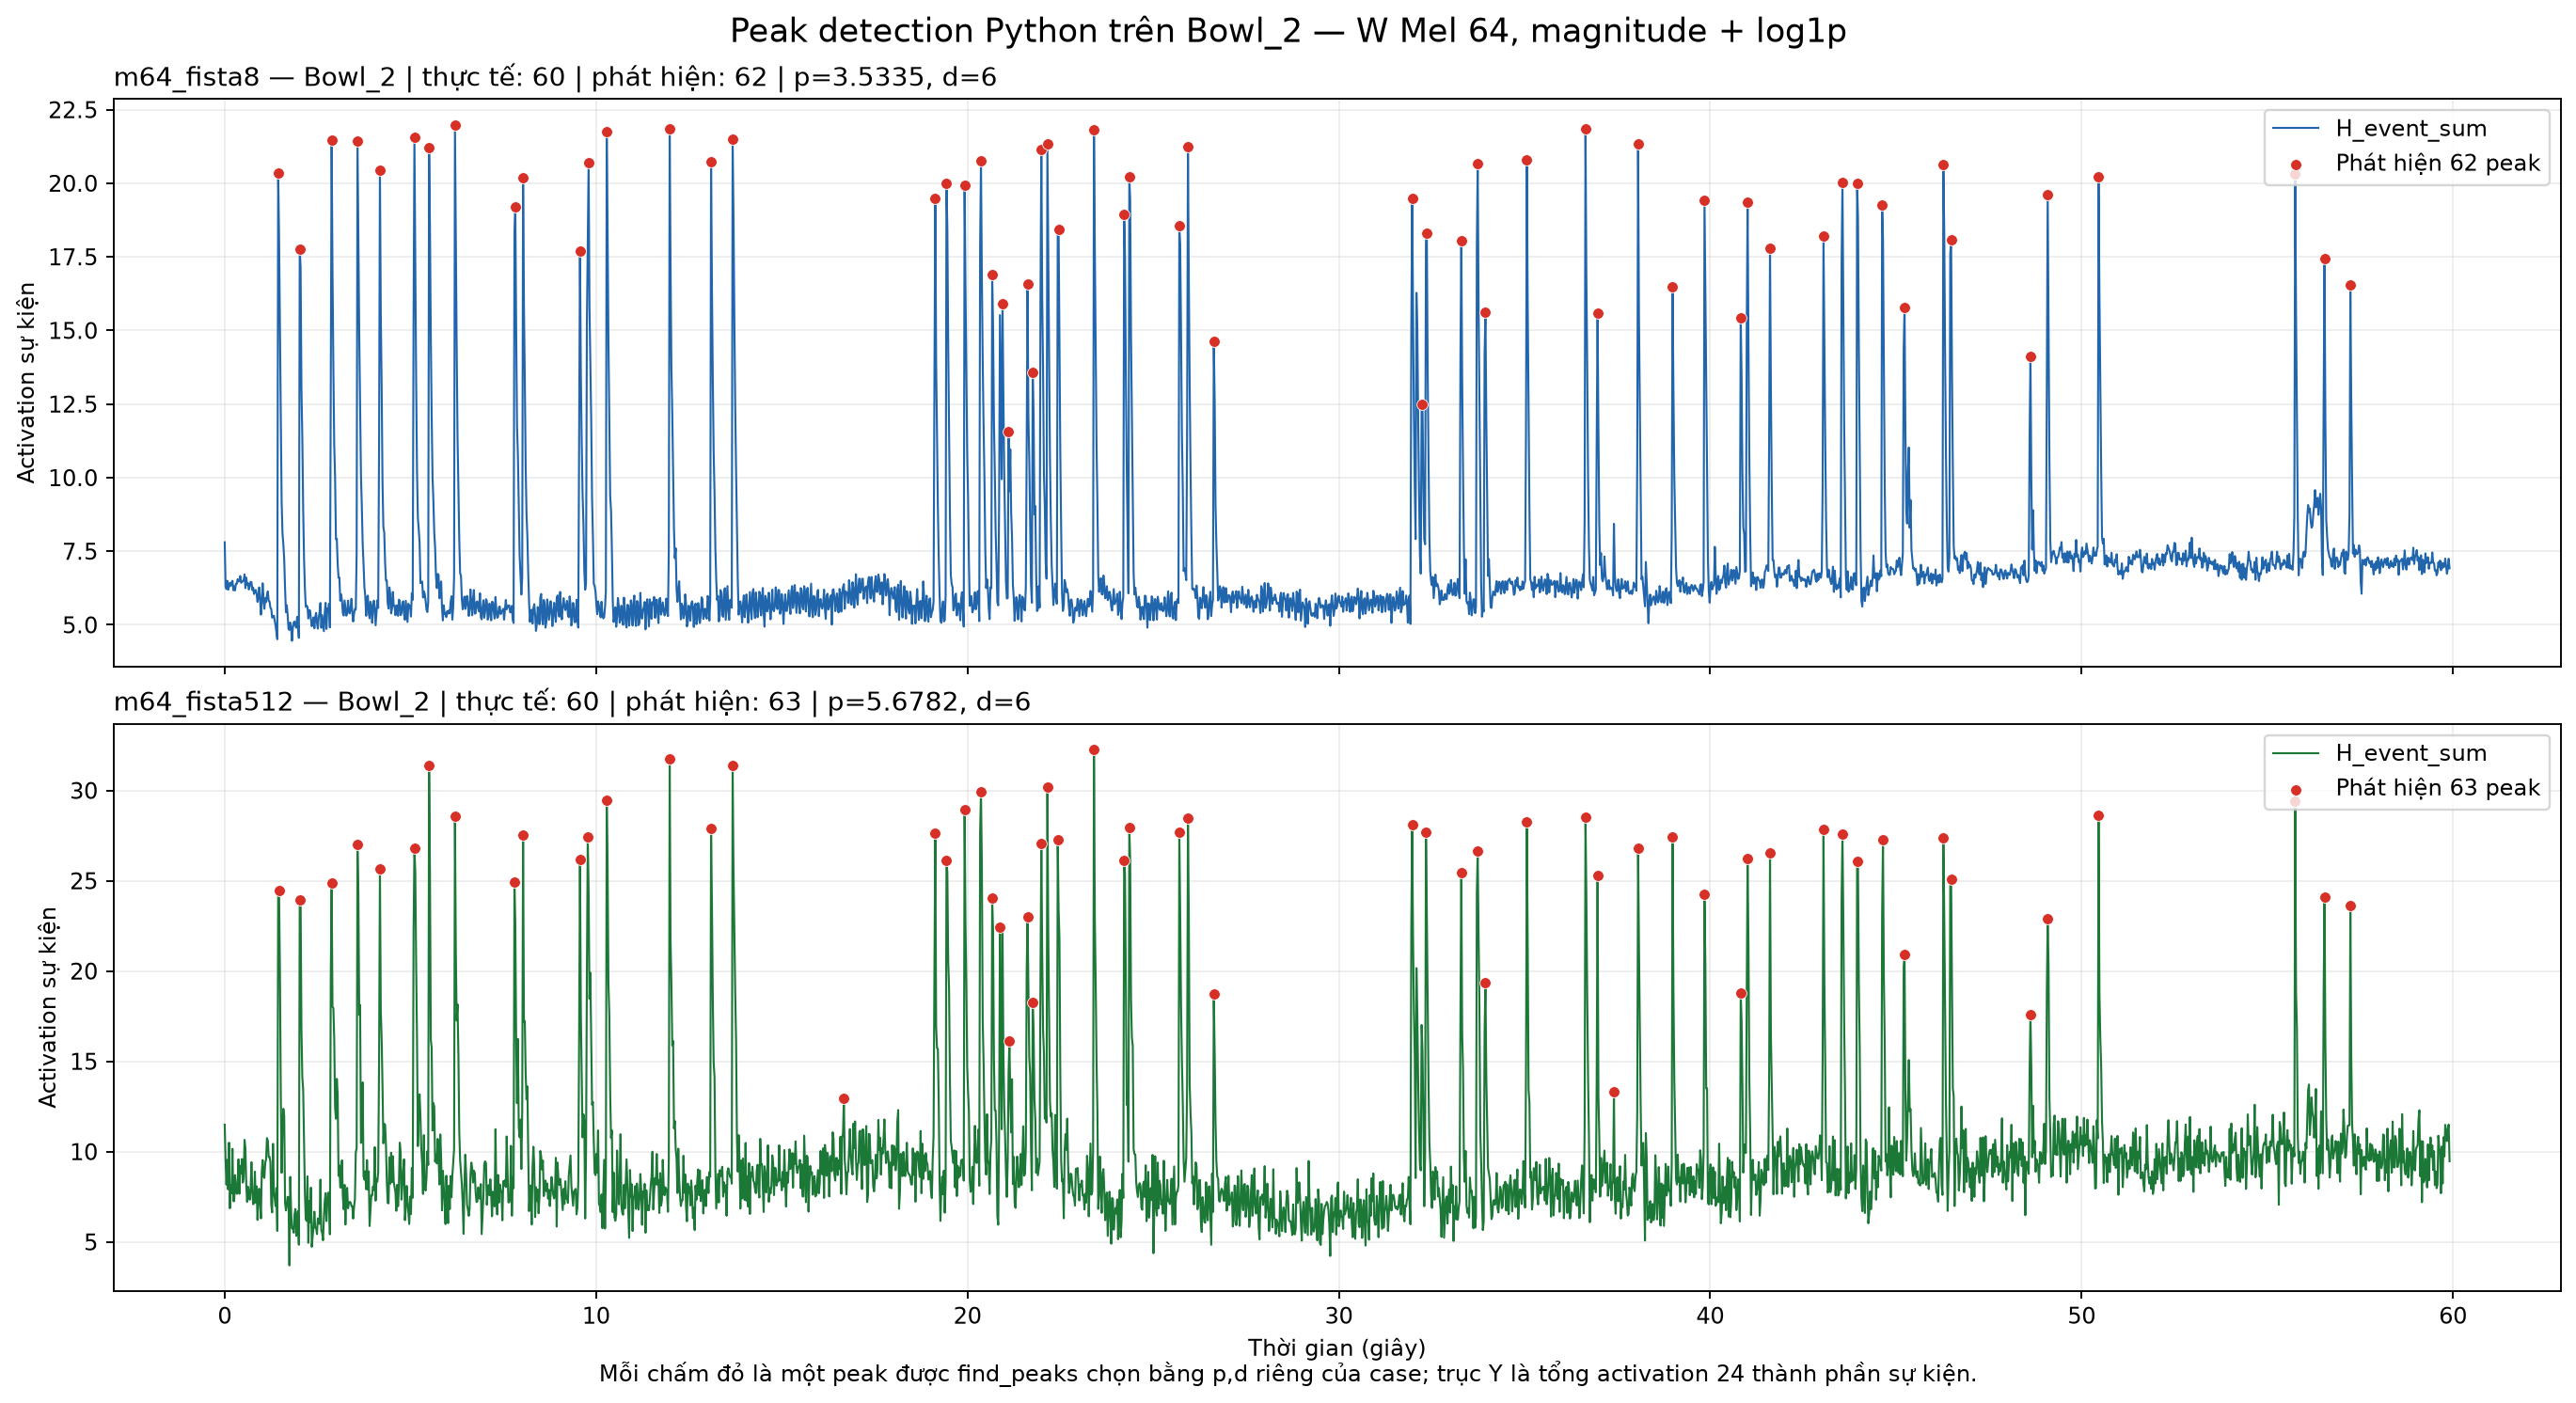 Peak detection Python trên Bowl_2 — W Mel 64, magnitude + log1p
m64_fista8 — Bowl_2 | thực tế: 60 | phát hiện: 62 | p=3.5335, d=6
22.5
20.0
17.5
15.0
12.5
10.0
7.5
5.0
Activation sự kiện
H_event_sum
Phát hiện 62 peak
m64_fista512 — Bowl_2 | thực tế: 60 | phát hiện: 63 | p=5.6782, d=6
30
25
20
15
10
5
Activation sự kiện
H_event_sum
Phát hiện 63 peak
0 10 20 30 40 50 60
Thời gian (giây)
Mỗi chấm đỏ là một peak được find_peaks chọn bằng p,d riêng của case; trục Y là tổng activation 24 thành phần sự kiện.